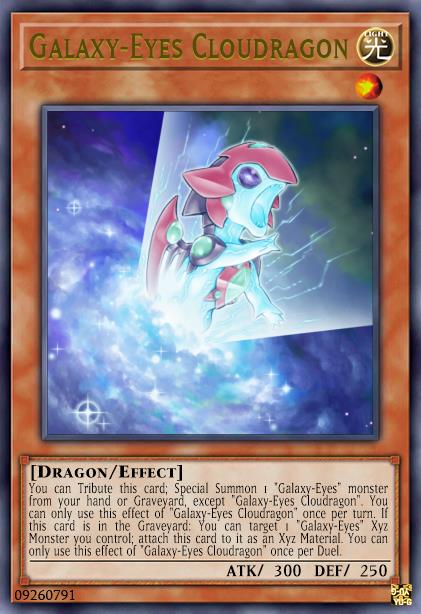 Galaxy-Eyes Cloudragon
LIGHT
光
[Dragon/Effect]
You can Tribute this card; Special Summon 1 "Galaxy-Eyes" monster
from your hand or Graveyard, except "Galaxy-Eyes Cloudragon". You
can only use this effect of "Galaxy-Eyes Cloudragon" once per turn. If
this card is in the Graveyard: You can target 1 "Galaxy-Eyes" Xyz
Monster you control; attach this card to it as an Xyz Material. You can
only use this effect of "Galaxy-Eyes Cloudragon" once per Duel.
ATK/ 300 DEF/ 250
09260791